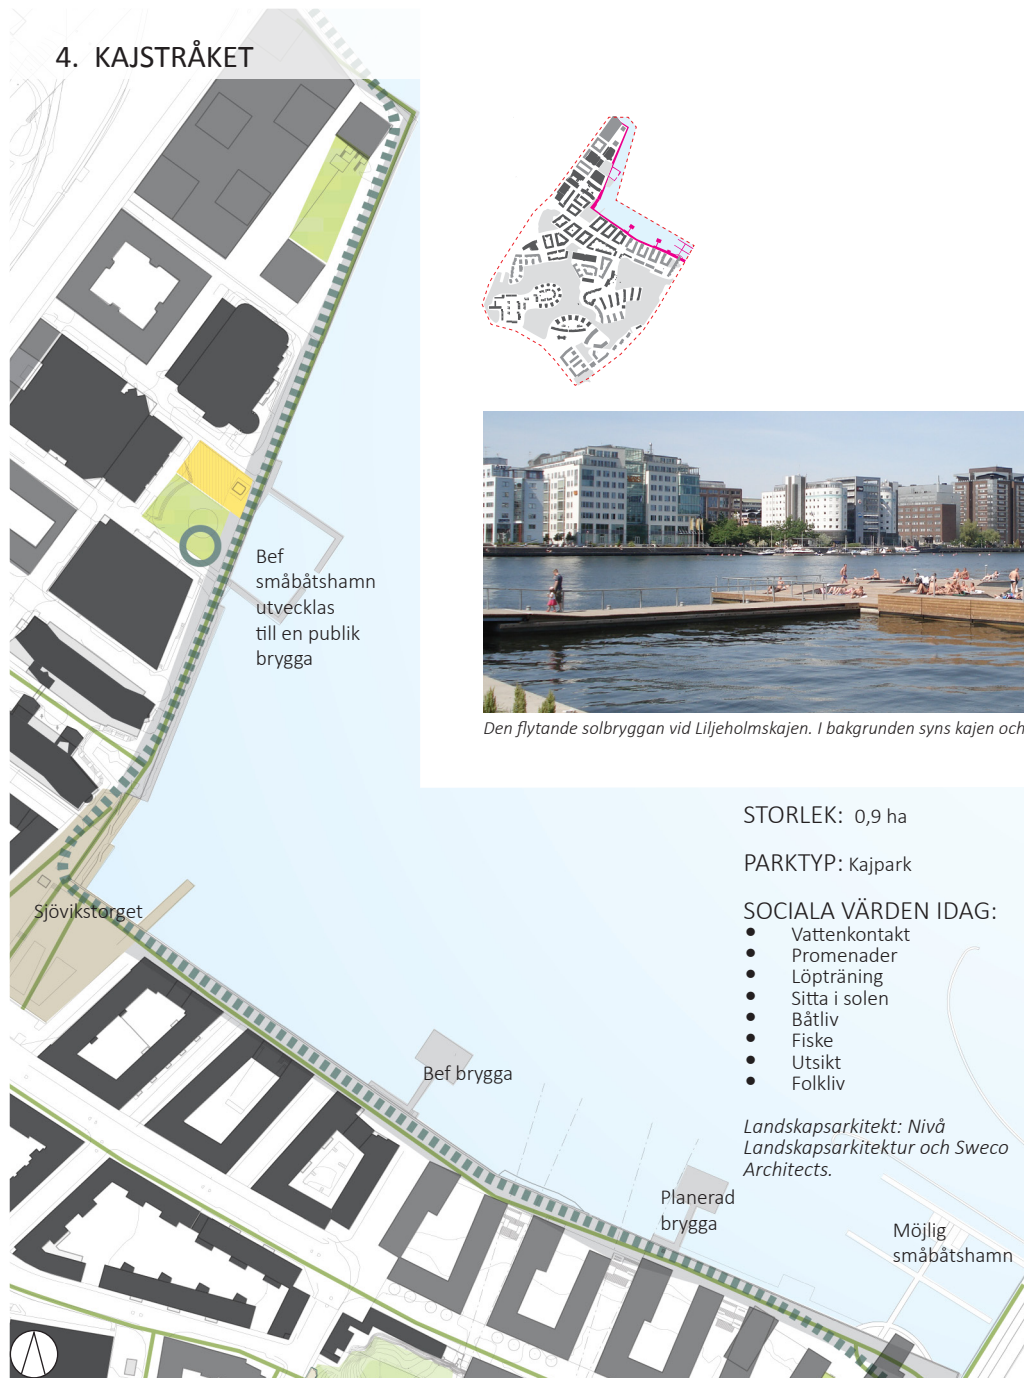 4. KAJSTRÅKET
Bef
småbåtshamn
utvecklas
till en publik
brygga
Den flytande solbryggan vid Liljeholmskajen. I bakgrunden syns kajen och
STORLEK: 0,9 ha
PARKTYP: Kajpark
SOCIALA VÄRDEN IDAG:
• Vattenkontakt
• Promenader
• Löpträning
• Sitta i solen
• Båtliv
• Fiske
• Utsikt
• Folkliv
Landskapsarkitekt: Nivå
Landskapsarkitektur och Sweco
Architects.
Sjövikstorget
Bef brygga
Planerad
brygga
Möjlig
småbåtshamn